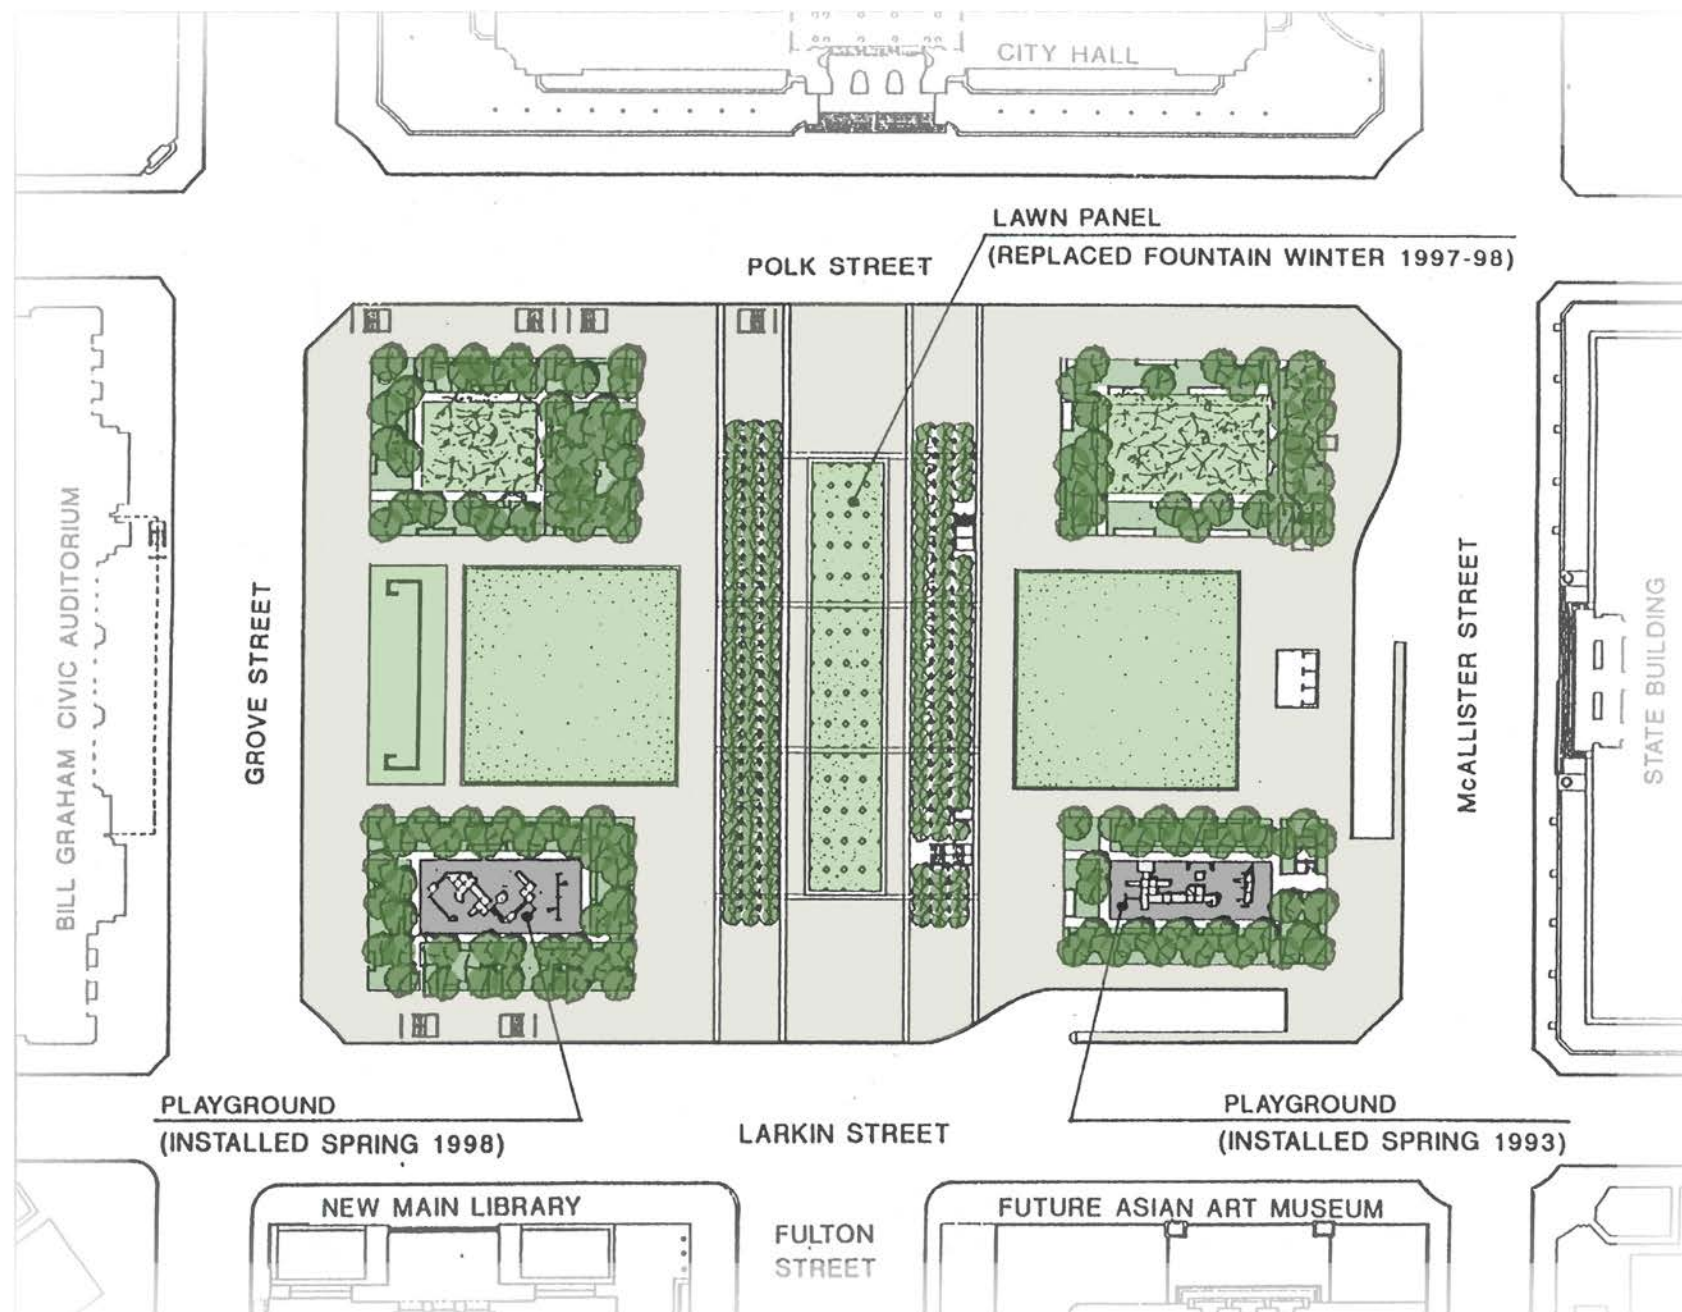 CITY HALL
LAWN PANEL
(REPLACED FOUNTAIN WINTER 1997-98)
POLK STREET
BILL GRAHAM CIVIC AUDITORIUM
GROVE STREET
McALLISTER STREET
STATE BUILDING
PLAYGROUND
(INSTALLED SPRING 1998)
LARKIN STREET
PLAYGROUND
(INSTALLED SPRING 1993)
NEW MAIN LIBRARY
FULTON
STREET
FUTURE ASIAN ART MUSEUM